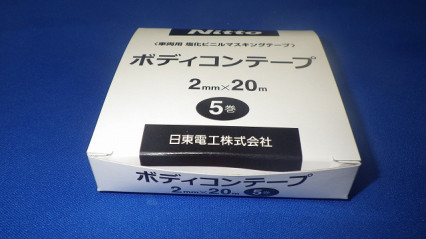 Nitto
〈車両用 塩化ビニルマスキングテープ〉
ボディコンテープ
2mm×20m
5巻
日東電工株式会社
ボディコンテープ
2mm×20m 5巻